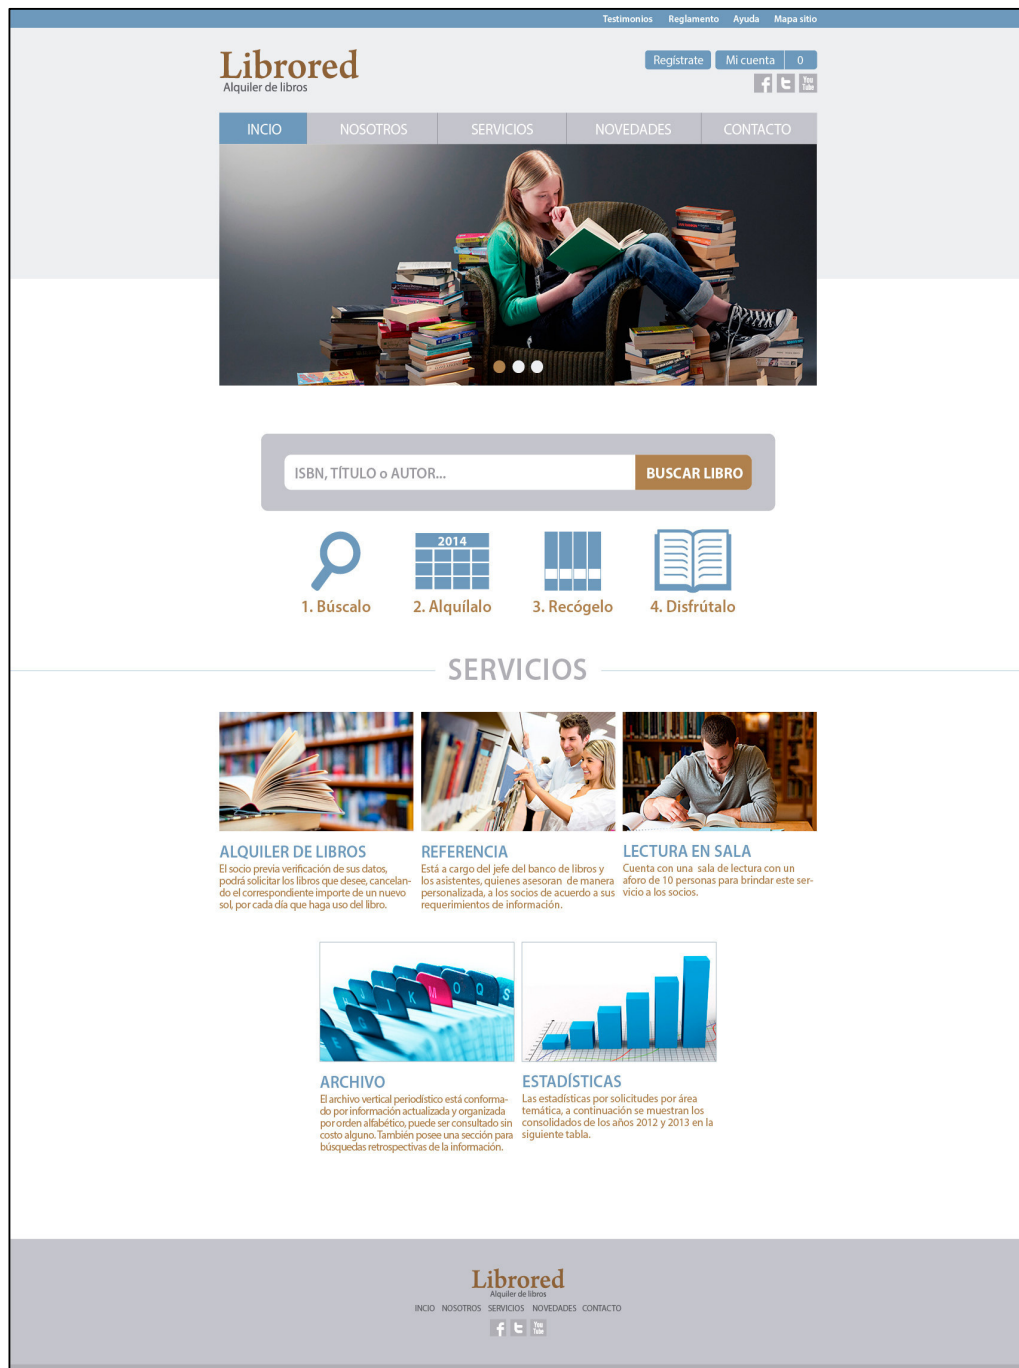 Testimonios Reglamento Ayuda Mapa sitio
Librored
Alquiler de libros
Regístrate Mi cuenta 0
f t You Tube
INCIO NOSOTROS SERVICIOS NOVEDADES CONTACTO
ISBN, TÍTULO o AUTOR... BUSCAR LIBRO
2014
1. Búscalo 2. Alquílalo 3. Recógelo 4. Disfrútalo
SERVICIOS
ALQUILER DE LIBROS
El socio previa verificación de sus datos,
podrá solicitar los libros que desee, cancelan-
do el correspondiente importe de un nuevo
sol, por cada día que haga uso del libro.
REFERENCIA
Está a cargo del jefe del banco de libros y
los asistentes, quienes asesoran de manera
personalizada, a los socios de acuerdo a sus
requerimientos de información.
LECTURA EN SALA
Cuenta con una sala de lectura con un
aforo de 10 personas para brindar este ser-
vicio a los socios.
H J I K M O Q S
G
E
ARCHIVO
El archivo vertical periodístico está conforma-
do por información actualizada y organizada
por orden alfabético, puede ser consultado sin
costo alguno. También posee una sección para
búsquedas retrospectivas de la información.
ESTADÍSTICAS
Las estadísticas por solicitudes por área
temática, a continuación se muestran los
consolidados de los años 2012 y 2013 en la
siguiente tabla.
Librored
Alquiler de libros
INCIO NOSOTROS SERVICIOS NOVEDADES CONTACTO
f t You Tube